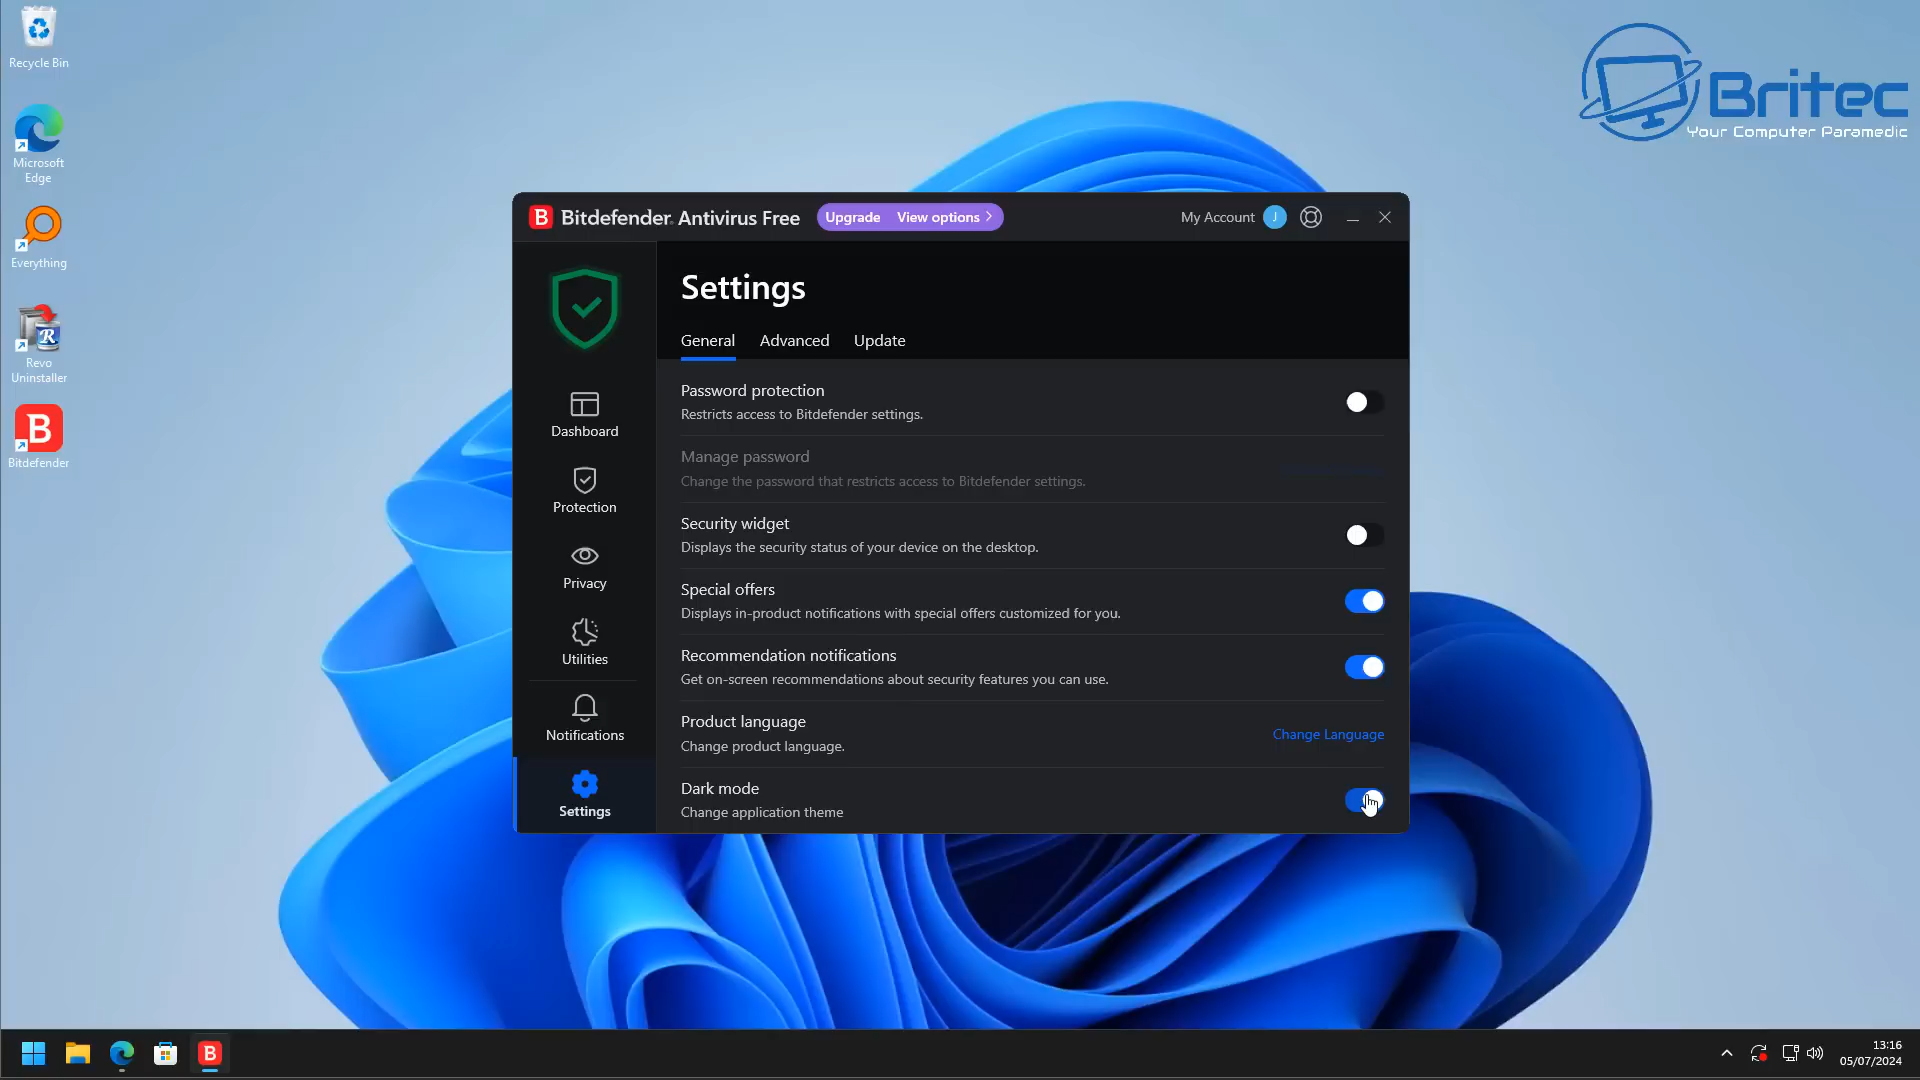 Recycle Bin
Microsoft
Edge
Everything
Revo
Uninstaller
Bitdefender
Britec
Your Computer Paramedic
B Bitdefender Antivirus Free
Upgrade View options
My Account J
Settings
General Advanced Update
Dashboard
Protection
Privacy
Utilities
Notifications
Settings
Password protection
Restricts access to Bitdefender settings.
Manage password
Change the password that restricts access to Bitdefender settings.
Security widget
Displays the security status of your device on the desktop.
Special offers
Displays in-product notifications with special offers customized for you.
Recommendation notifications
Get on-screen recommendations about security features you can use.
Product language
Change product language.
Change Language
Dark mode
Change application theme
13:16
05/07/2024